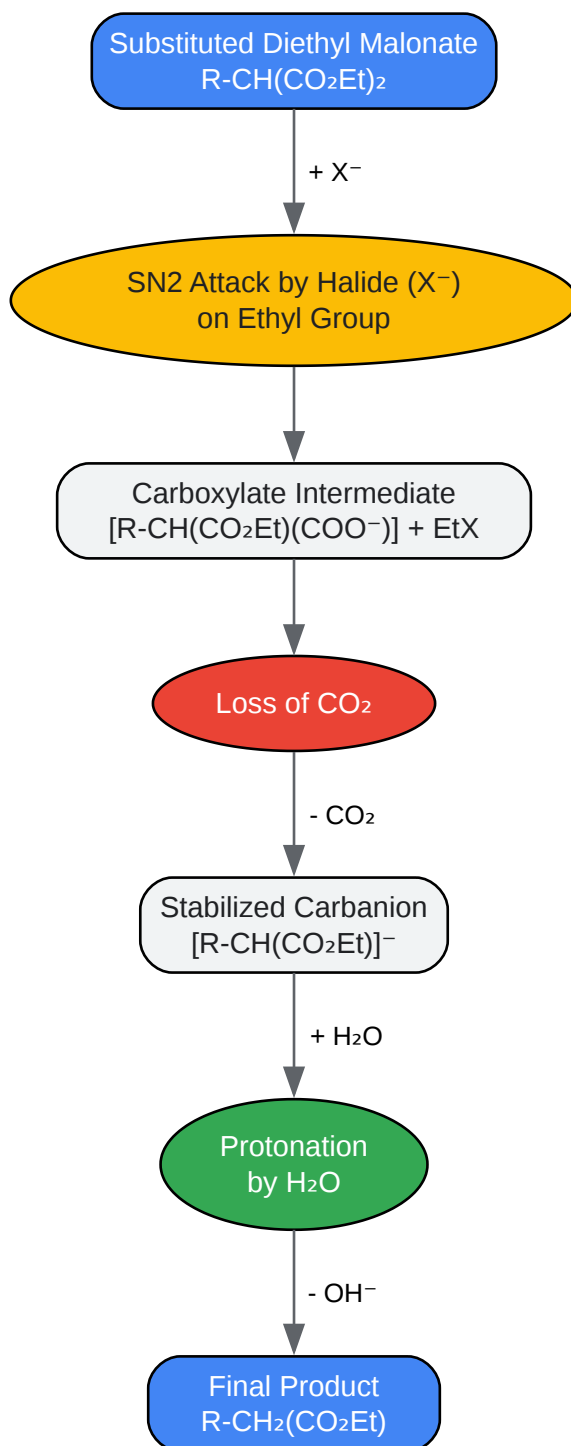 Substituted Diethyl Malonate
R-CH(CO₂Et)₂
+ X⁻
SN2 Attack by Halide (X⁻)
on Ethyl Group
Carboxylate Intermediate
[R-CH(CO₂Et)(COO⁻)] + EtX
Loss of CO₂
- CO₂
Stabilized Carbanion
[R-CH(CO₂Et)]⁻
+ H₂O
Protonation
by H₂O
- OH⁻
Final Product
R-CH₂(CO₂Et)